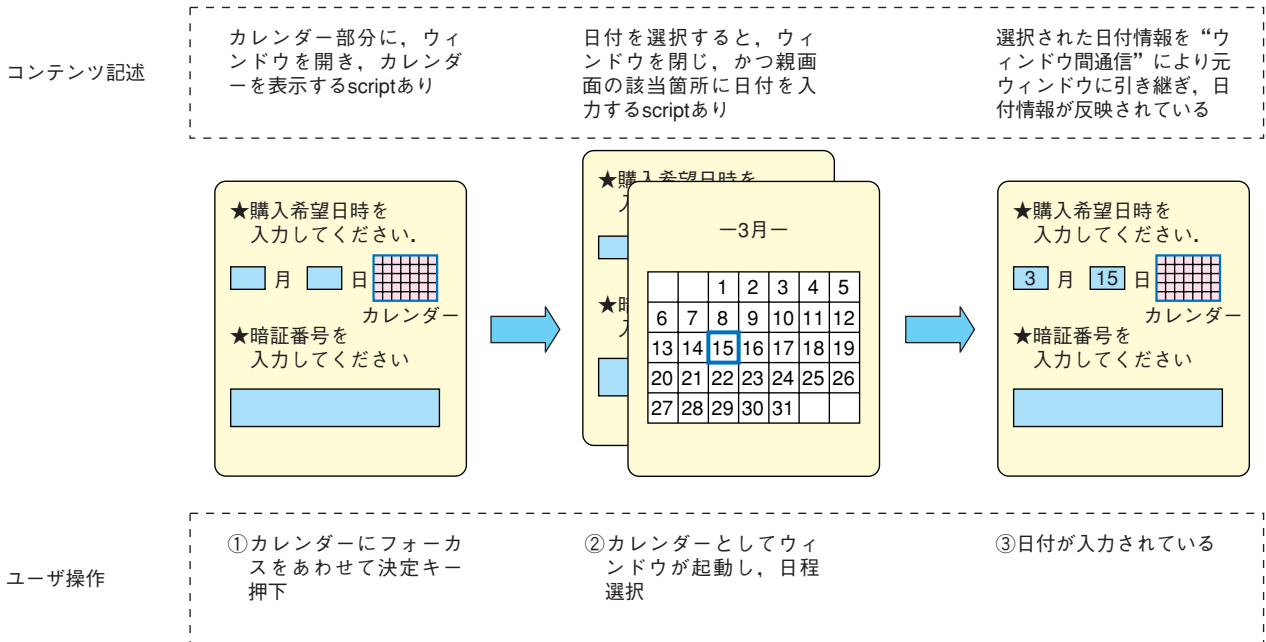 コンテンツ記述
カレンダー部分に，ウィ
ンドウを開き，カレンダ
ーを表示するscriptあり
日付を選択すると，ウィ
ンドウを閉じ，かつ親画
面の該当箇所に日付を入
力するscriptあり
選択された日付情報を“ウ
ィンドウ間通信”により元
ウィンドウに引き継ぎ，日
付情報が反映されている
★購入希望日時を
入力してください．
月 日
カレンダー
★暗証番号を
入力してください
★購入希望日時を
―3月―
1 2 3 4 5
6 7 8 9 10 11 12
13 14 15 16 17 18 19
20 21 22 23 24 25 26
27 28 29 30 31
★購入希望日時を
入力してください．
3 月 15 日
カレンダー
★暗証番号を
入力してください
ユーザ操作
①カレンダーにフォーカ
スをあわせて決定キー
押下
②カレンダーとしてウィ
ンドウが起動し，日程
選択
③日付が入力されている